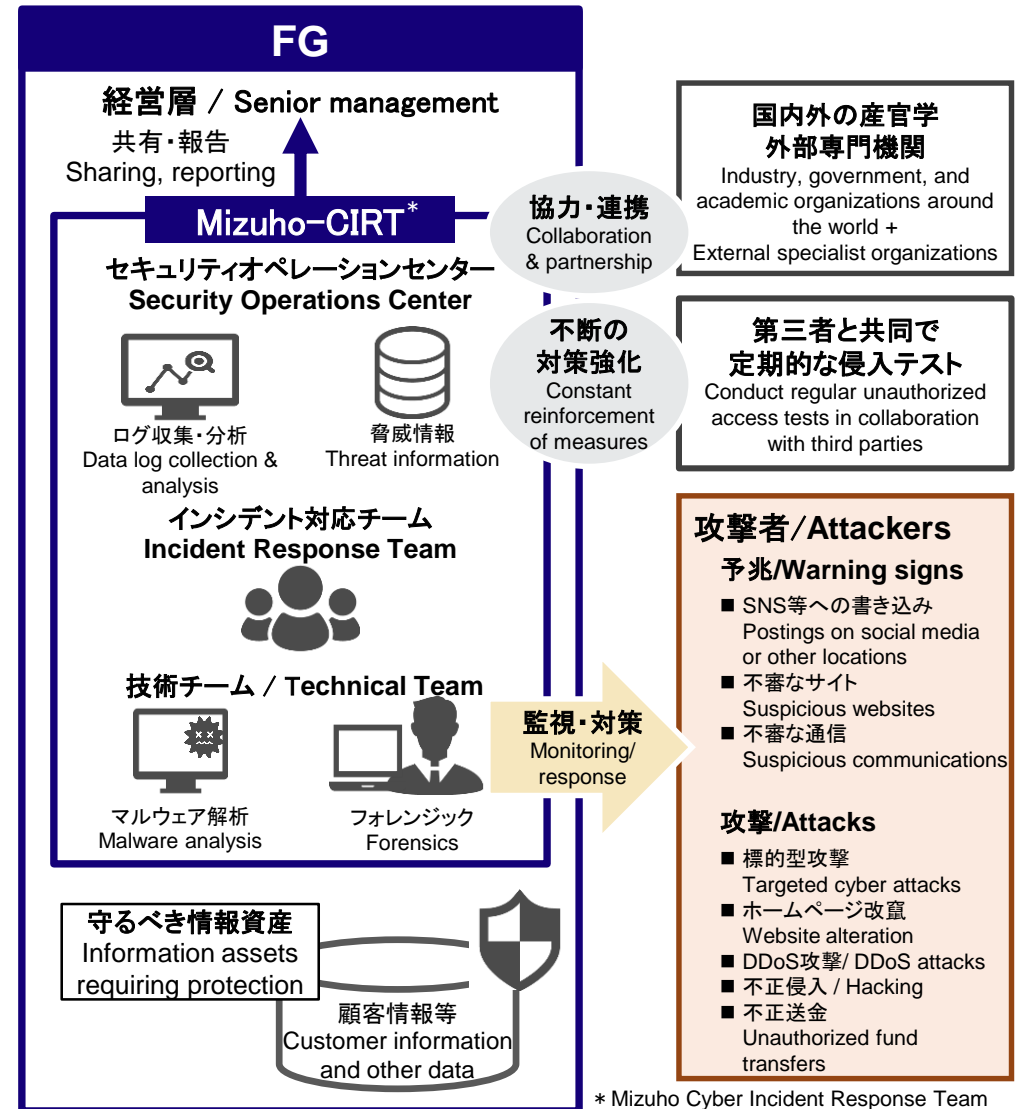 FG
経営層 / Senior management
共有・報告
Sharing, reporting
Mizuho-CIRT*
セキュリティオペレーションセンター
Security Operations Center
ログ収集・分析
Data log collection &
analysis
脅威情報
Threat information
インシデント対応チーム
Incident Response Team
技術チーム / Technical Team
マルウェア解析
Malware analysis
フォレンジック
Forensics
守るべき情報資産
Information assets
requiring protection
顧客情報等
Customer information
and other data
協力・連携
Collaboration
& partnership
不断の
対策強化
Constant
reinforcement
of measures
監視・対策
Monitoring/
response
国内外の産官学
外部専門機関
Industry, government, and
academic organizations around
the world +
External specialist organizations
第三者と共同で
定期的な侵入テスト
Conduct regular unauthorized
access tests in collaboration
with third parties
攻撃者/Attackers
予兆/Warning signs
■ SNS等への書き込み
Postings on social media
or other locations
■ 不審なサイト
Suspicious websites
■ 不審な通信
Suspicious communications
攻撃/Attacks
■ 標的型攻撃
Targeted cyber attacks
■ ホームページ改竄
Website alteration
■ DDoS攻撃/ DDoS attacks
■ 不正侵入 / Hacking
■ 不正送金
Unauthorized fund
transfers
* Mizuho Cyber Incident Response Team